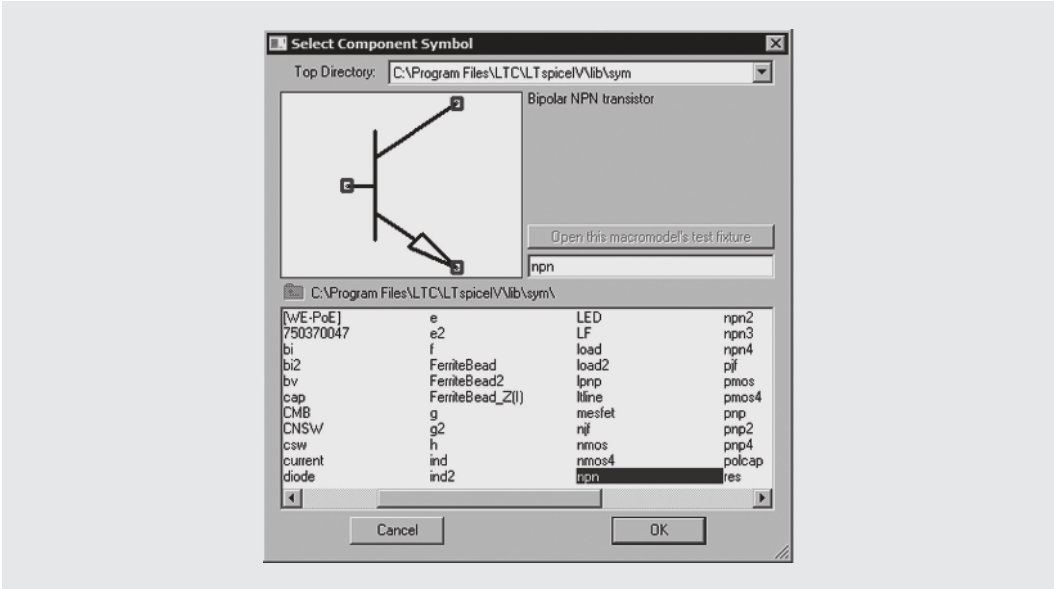 Select Component Symbol
Top Directory: C:\Program Files\LTC\LTspiceIV\lib\sym
Bipolar NPN transistor
Open this macromodel's test fixture
npn
C:\Program Files\LTC\LTspiceIV\lib\sym\
[WE-PoE] e LED npn2
750370047 e2 LF npn3
bi f load npn4
bi2 FerriteBead load2 pjf
bv FerriteBead2 lpnp pmos
cap FerriteBead_Z(I) ltline pmos4
CMB g mesfet pnp
CNSW g2 njf pnp2
csw h nmos pnp4
current ind nmos4 polcap
diode ind2 npn res
Cancel OK